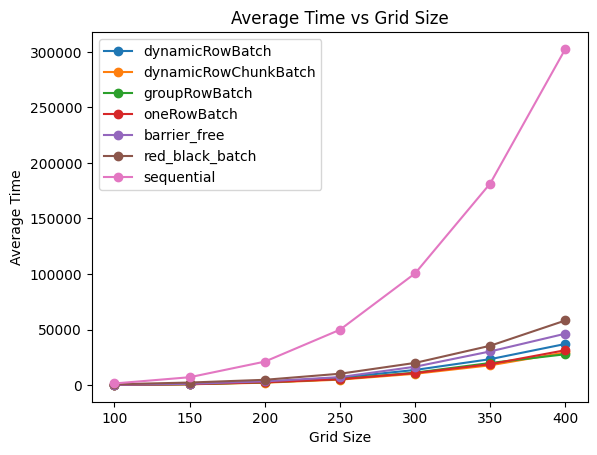 Average Time vs Grid Size
dynamicRowBatch
dynamicRowChunkBatch
groupRowBatch
oneRowBatch
barrier_free
red_black_batch
sequential
Average Time
300000
250000
200000
150000
100000
50000
0
100 150 200 250 300 350 400
Grid Size